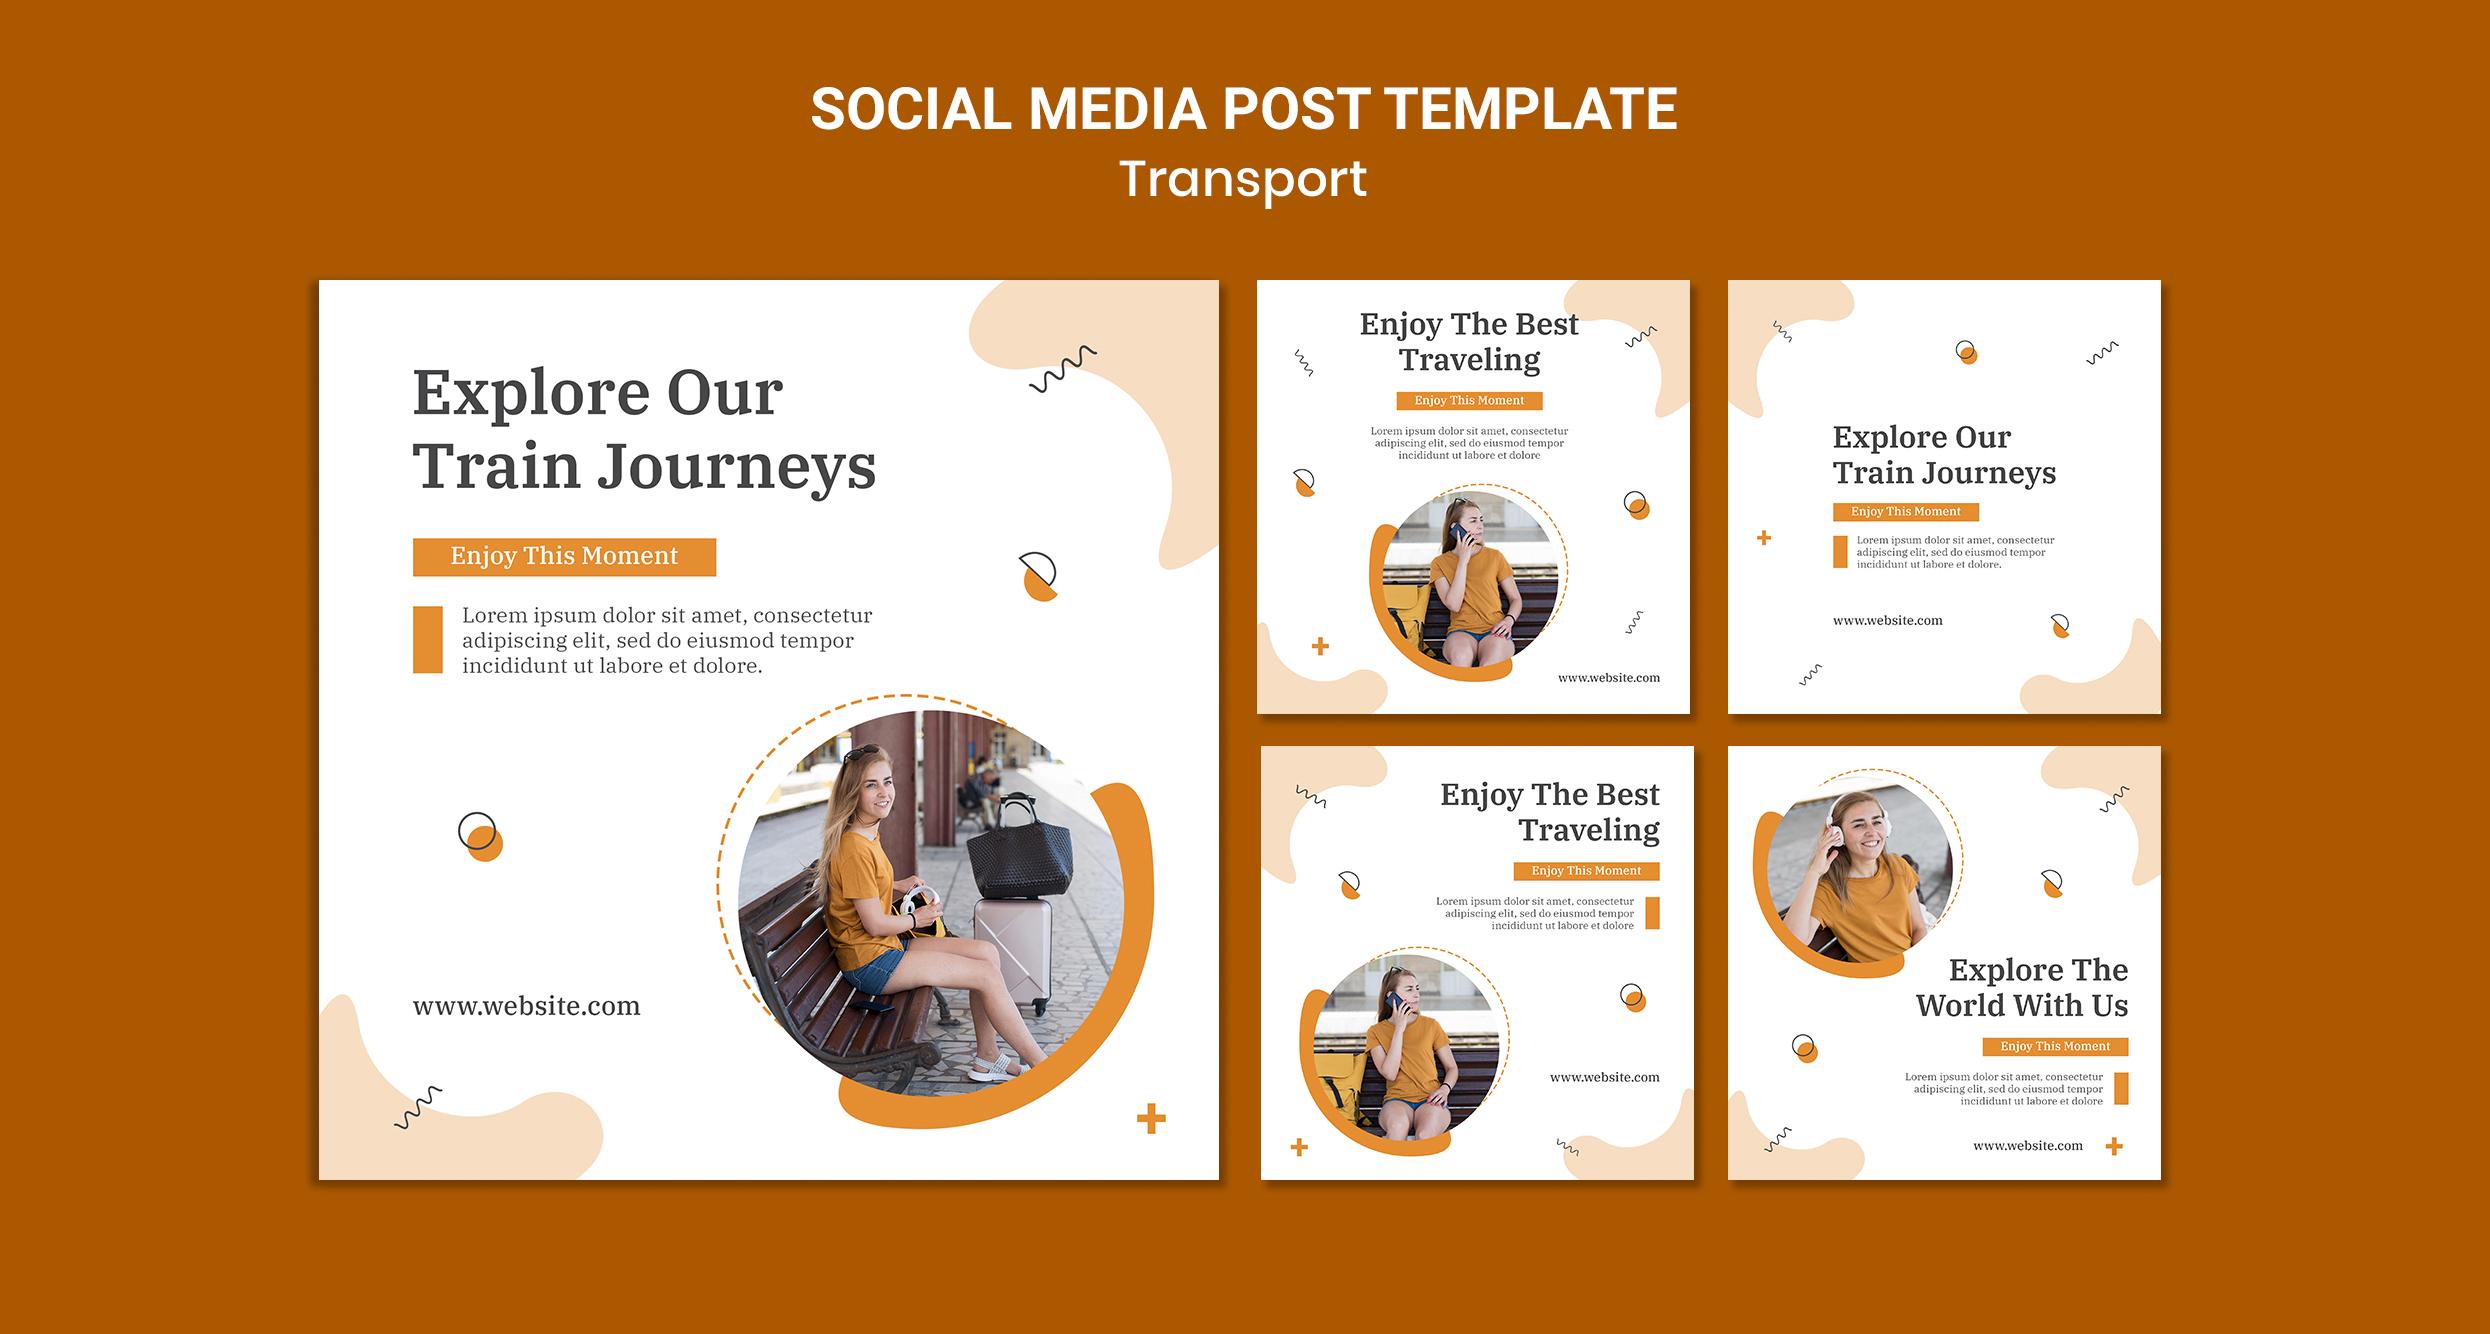 SOCIAL MEDIA POST TEMPLATE
Transport
Explore Our
Train Journeys
Enjoy This Moment
Lorem ipsum dolor sit amet, consectetur
adipiscing elit, sed do eiusmod tempor
incididunt ut labore et dolore.
www.website.com
Enjoy The Best
Traveling
Enjoy This Moment
Lorem ipsum dolor sit amet, consectetur
adipiscing elit, sed do eiusmod tempor
incididunt ut labore et dolore
www.website.com
Explore Our
Train Journeys
Enjoy This Moment
Lorem ipsum dolor sit amet, consectetur
adipiscing elit, sed do eiusmod tempor
incididunt ut labore et dolore.
www.website.com
Enjoy The Best
Traveling
Enjoy This Moment
Lorem ipsum dolor sit amet, consectetur
adipiscing elit, sed do eiusmod tempor
incididunt ut labore et dolore
www.website.com
Explore The
World With Us
Enjoy This Moment
Lorem ipsum dolor sit amet, consectetur
adipiscing elit, sed do eiusmod tempor
incididunt ut labore et dolore
www.website.com